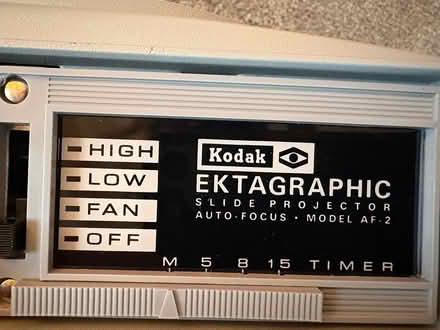 HIGH
LOW
FAN
OFF
Kodak
EKTAGRAPHIC
SLIDE PROJECTOR
AUTO-FOCUS • MODEL AF-2
M 5 8 15 TIMER